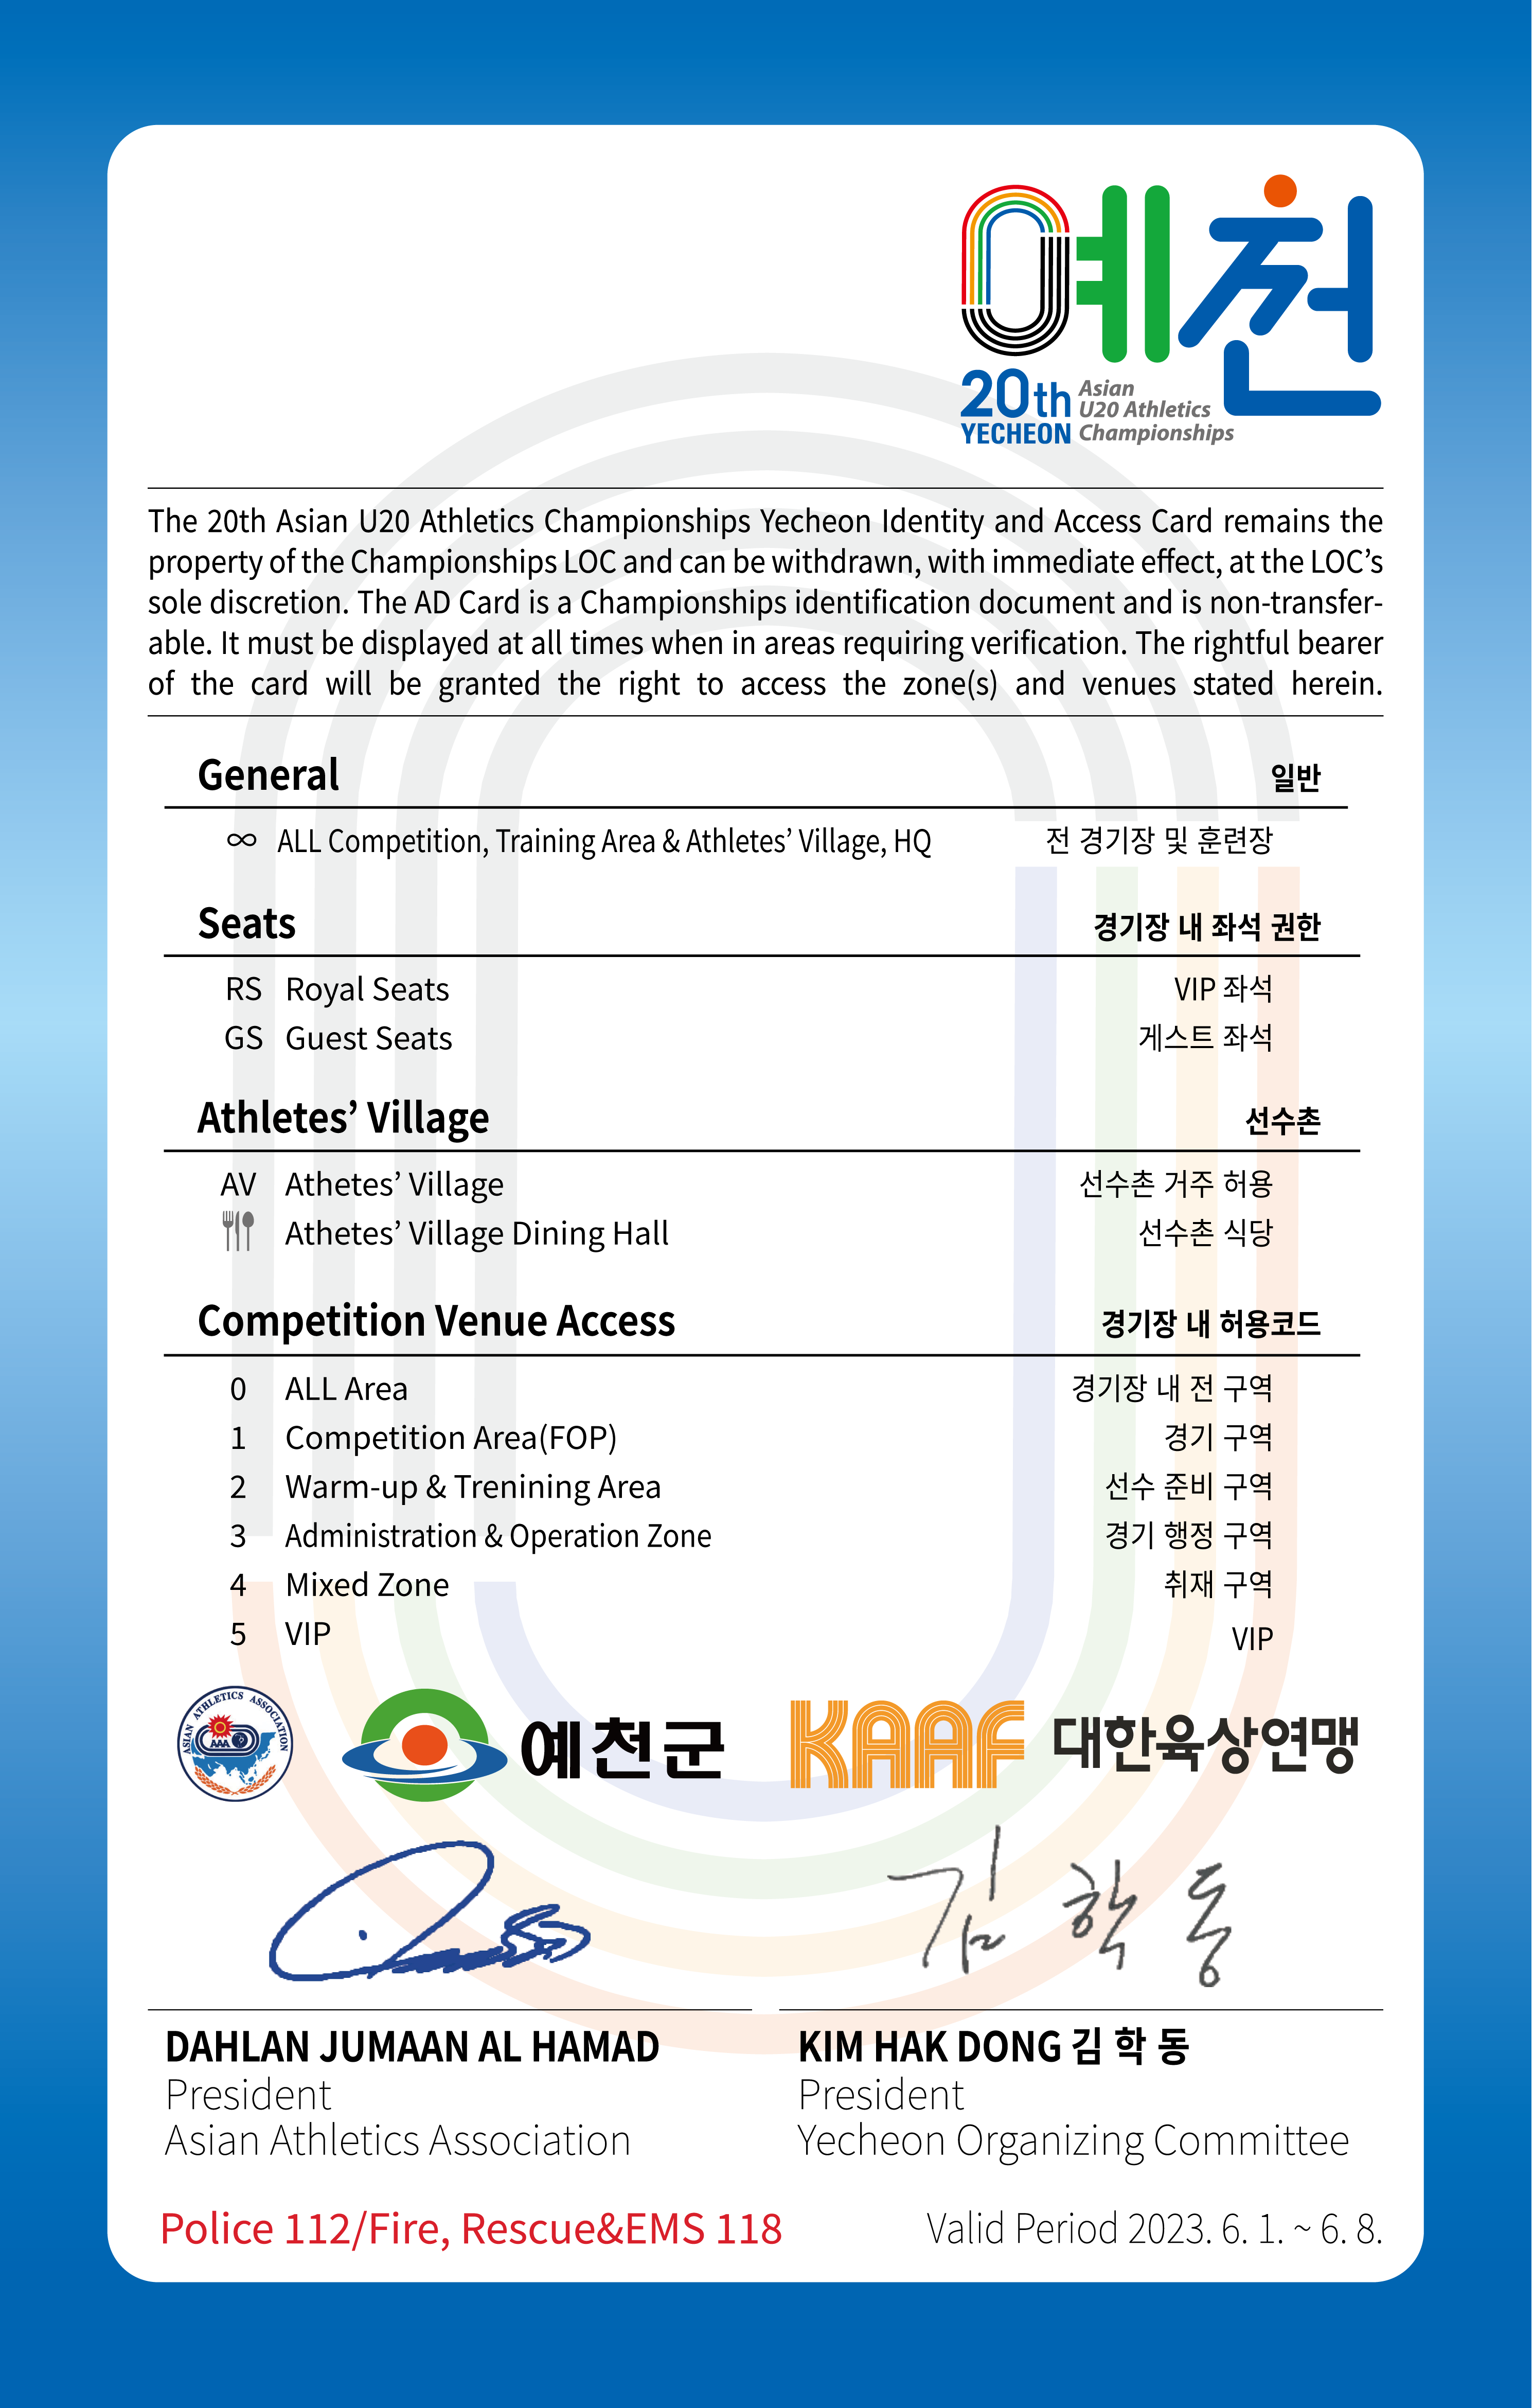 예천
20th
YECHEON
Asian
U20 Athletics
Championships
The 20th Asian U20 Athletics Championships Yecheon Identity and Access Card remains the
property of the Championships LOC and can be withdrawn, with immediate effect, at the LOC’s
sole discretion. The AD Card is a Championships identification document and is non-transfer-
able. It must be displayed at all times when in areas requiring verification. The rightful bearer
of the card will be granted the right to access the zone(s) and venues stated herein.
General 일반
∞ ALL Competition, Training Area & Athletes’ Village, HQ 전 경기장 및 훈련장
Seats 경기장 내 좌석 권한
RS Royal Seats VIP 좌석
GS Guest Seats 게스트 좌석
Athletes’ Village 선수촌
AV Athetes’ Village 선수촌 거주 허용
Athetes’ Village Dining Hall 선수촌 식당
Competition Venue Access 경기장 내 허용코드
0 ALL Area 경기장 내 전 구역
1 Competition Area(FOP) 경기 구역
2 Warm-up & Trenining Area 선수 준비 구역
3 Administration & Operation Zone 경기 행정 구역
4 Mixed Zone 취재 구역
5 VIP VIP
ASIAN ATHLETICS ASSOCIATION
AAA
예천군
KAAF 대한육상연맹
김 학 동
DAHLAN JUMAAN AL HAMAD
President
Asian Athletics Association
KIM HAK DONG 김 학 동
President
Yecheon Organizing Committee
Police 112/Fire, Rescue&EMS 118
Valid Period 2023. 6. 1. ~ 6. 8.